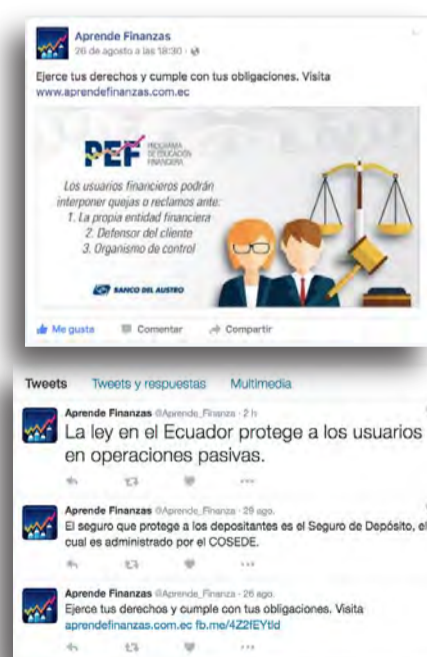 Aprende Finanzas
26 de agosto a las 18:30
Ejerce tus derechos y cumple con tus obligaciones. Visita
www.aprendefinanzas.com.ec
PEF PROGRAMA
DE EDUCACIÓN
FINANCIERA
Los usuarios financieros podrán
interponer quejas o reclamos ante:
1. La propia entidad financiera
2. Defensor del cliente
3. Organismo de control
BANCO DEL AUSTRO
Me gusta Comentar Compartir
Tweets Tweets y respuestas Multimedia
Aprende Finanzas @Aprende_Finanza · 2 h
La ley en el Ecuador protege a los usuarios
en operaciones pasivas.
Aprende Finanzas @Aprende_Finanza · 29 ago.
El seguro que protege a los depositantes es el Seguro de Depósito, el
cual es administrado por el COSEDE.
Aprende Finanzas @Aprende_Finanza · 26 ago.
Ejerce tus derechos y cumple con tus obligaciones. Visita
aprendefinanzas.com.ec